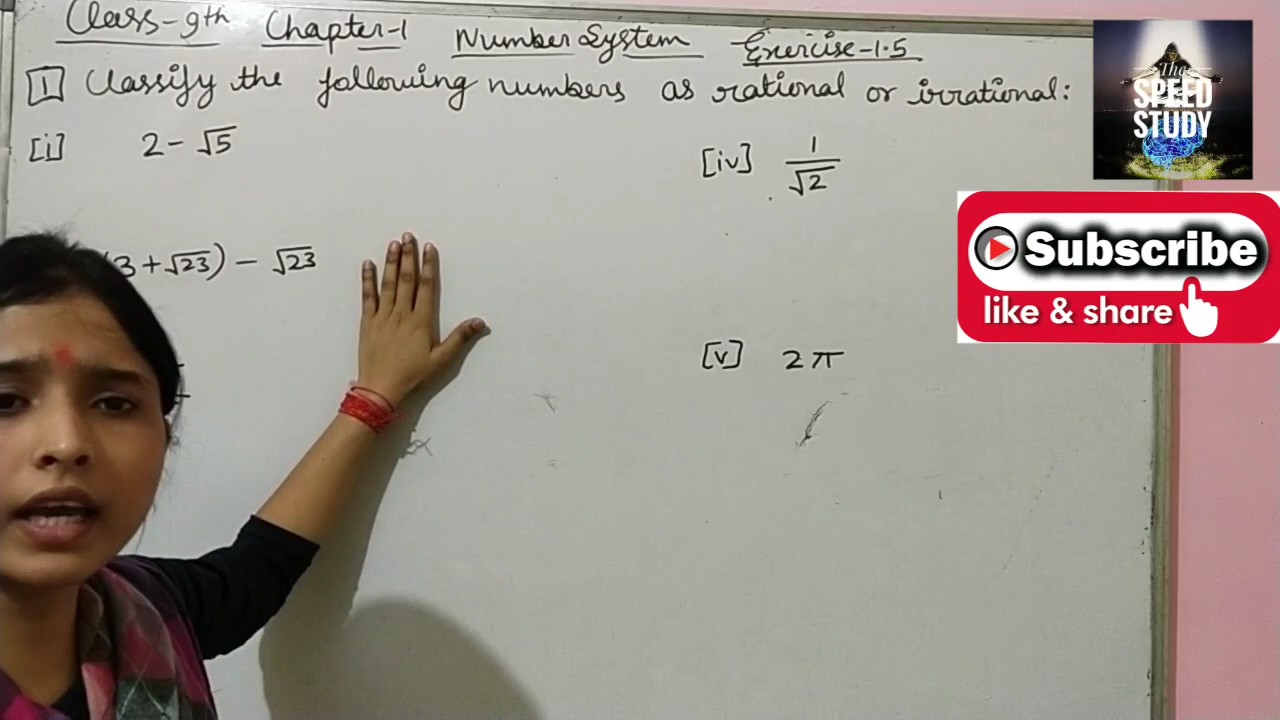 Class-9th Chapter-1 Number System Exercise-1.5
[1] Classify the following numbers as rational or irrational:
[i] 2 - √5
(3 + √23) - √23
[iv] 1/√2
[v] 2π
The
SPEED
STUDY
Subscribe
like & share